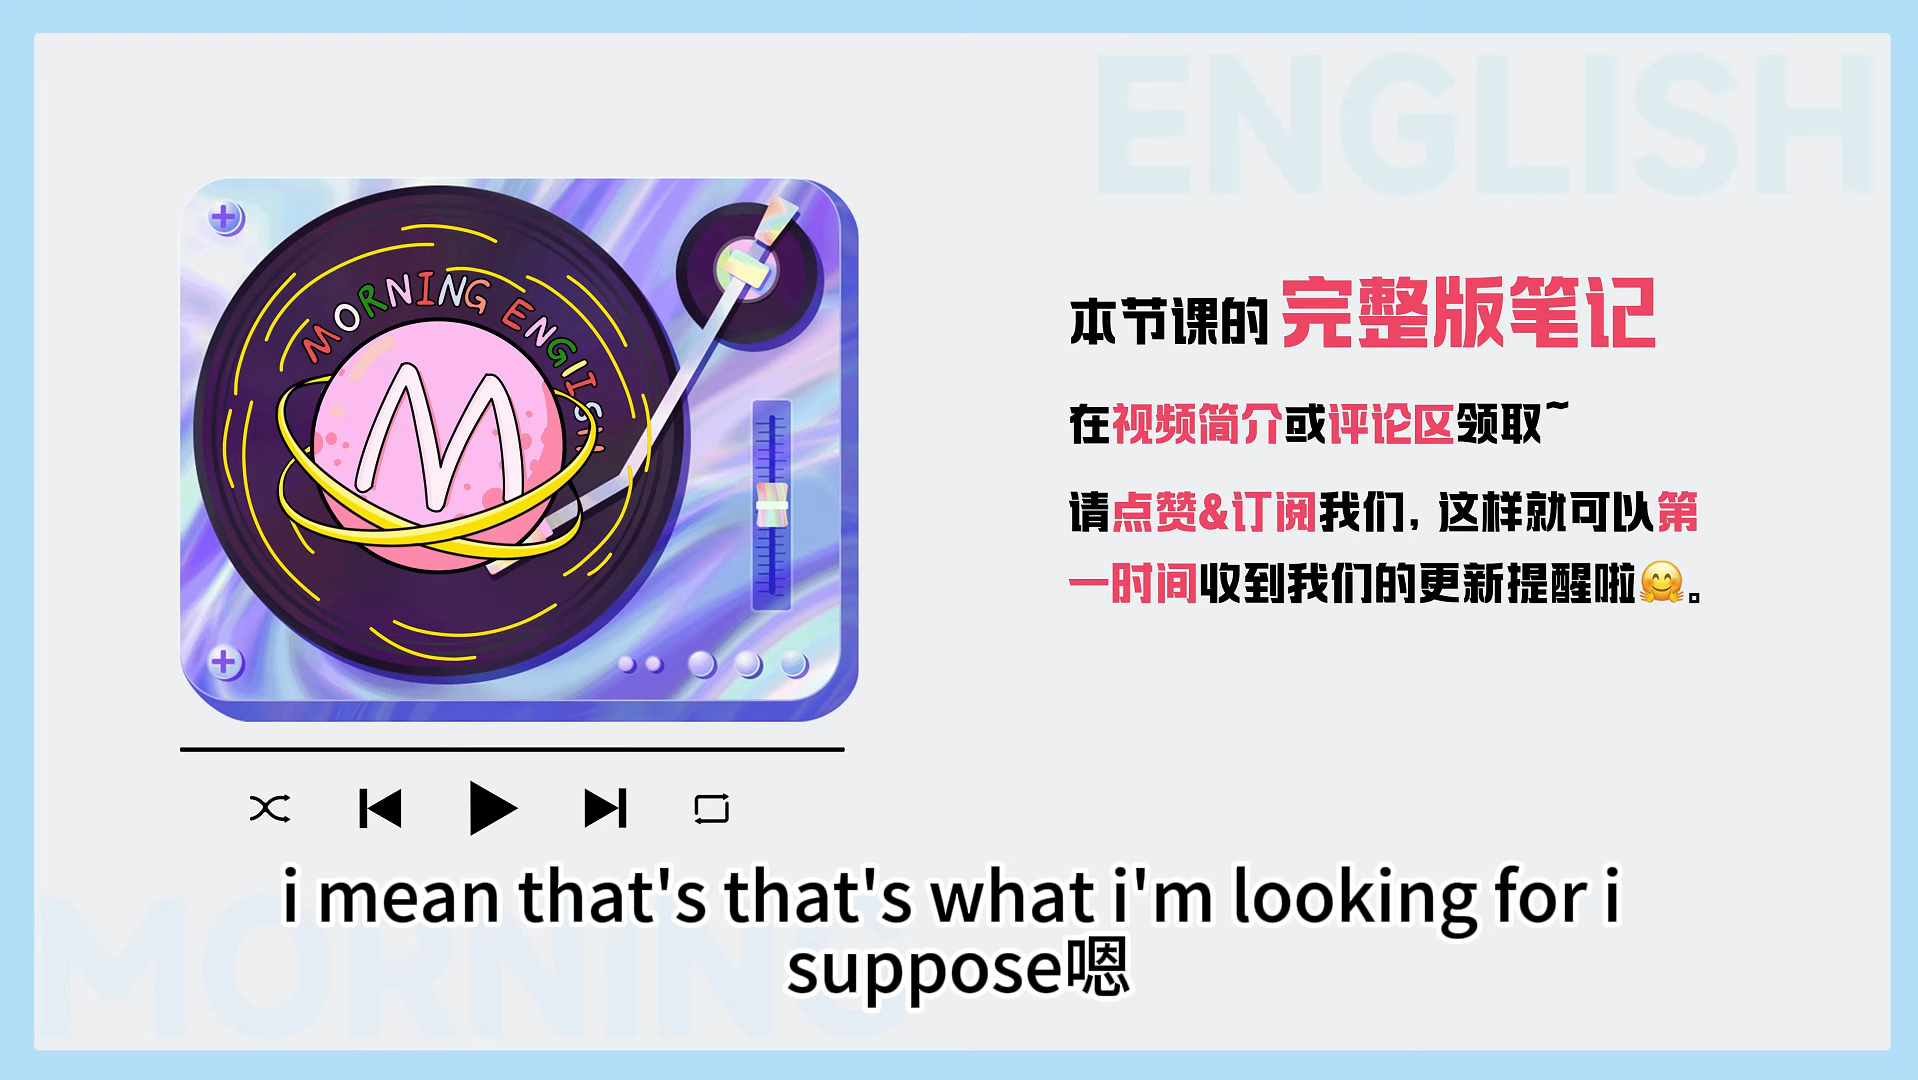 ENGLISH
MORNING ENGLISH
M
本节课的 完整版笔记
在视频简介或评论区领取~
请点赞&订阅我们, 这样就可以第
一时间收到我们的更新提醒啦🤗。
MORNING
i mean that's that's what i'm looking for i
suppose嗯